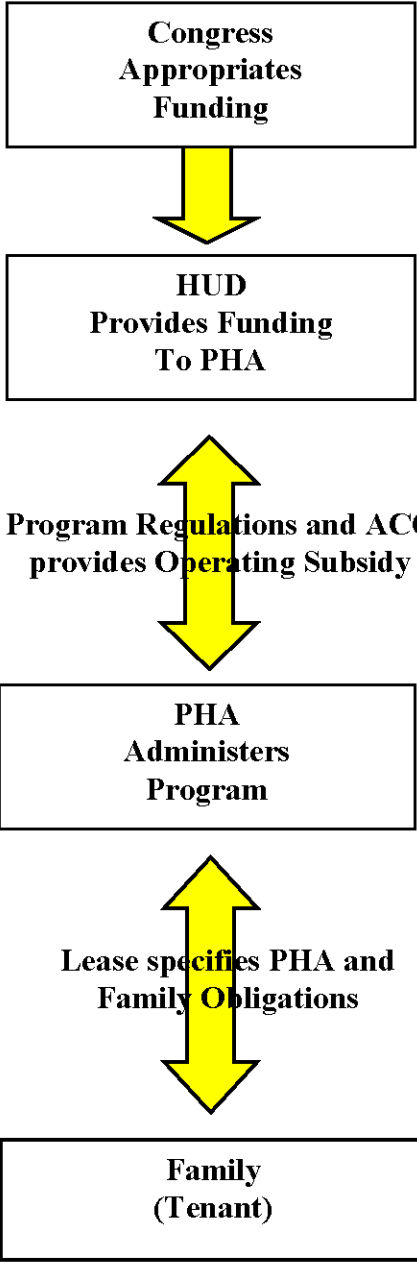 Congress
Appropriates
Funding
HUD
Provides Funding
To PHA
Program Regulations and ACC
provides Operating Subsidy
PHA
Administers
Program
Lease specifies PHA and
Family Obligations
Family
(Tenant)